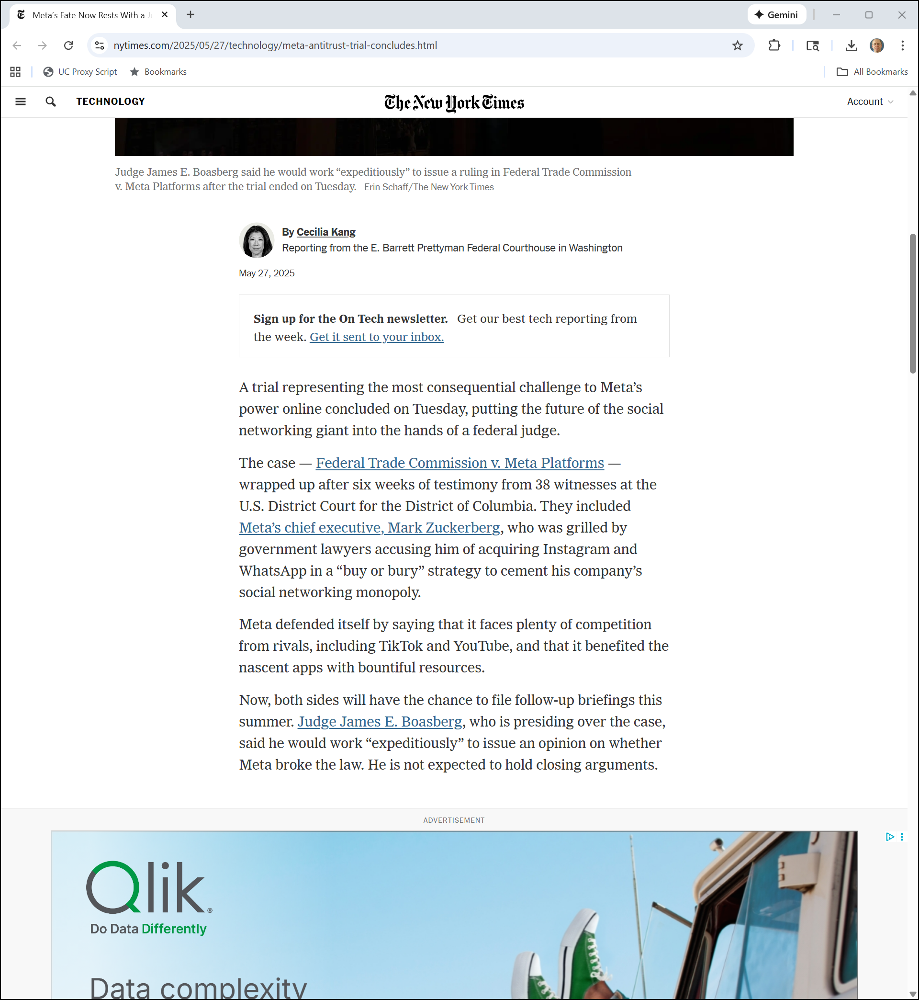 Meta’s Fate Now Rests With a
Gemini
nytimes.com/2025/05/27/technology/meta-antitrust-trial-concludes.html
UC Proxy Script
Bookmarks
All Bookmarks
TECHNOLOGY
The New York Times
Account
Judge James E. Boasberg said he would work “expeditiously” to issue a ruling in Federal Trade Commission
v. Meta Platforms after the trial ended on Tuesday. Erin Schaff/The New York Times
By Cecilia Kang
Reporting from the E. Barrett Prettyman Federal Courthouse in Washington
May 27, 2025
Sign up for the On Tech newsletter. Get our best tech reporting from
the week. Get it sent to your inbox.
A trial representing the most consequential challenge to Meta’s
power online concluded on Tuesday, putting the future of the social
networking giant into the hands of a federal judge.
The case — Federal Trade Commission v. Meta Platforms —
wrapped up after six weeks of testimony from 38 witnesses at the
U.S. District Court for the District of Columbia. They included
Meta’s chief executive, Mark Zuckerberg, who was grilled by
government lawyers accusing him of acquiring Instagram and
WhatsApp in a “buy or bury” strategy to cement his company’s
social networking monopoly.
Meta defended itself by saying that it faces plenty of competition
from rivals, including TikTok and YouTube, and that it benefited the
nascent apps with bountiful resources.
Now, both sides will have the chance to file follow-up briefings this
summer. Judge James E. Boasberg, who is presiding over the case,
said he would work “expeditiously” to issue an opinion on whether
Meta broke the law. He is not expected to hold closing arguments.
ADVERTISEMENT
Qlik®
Do Data Differently
Data complexity